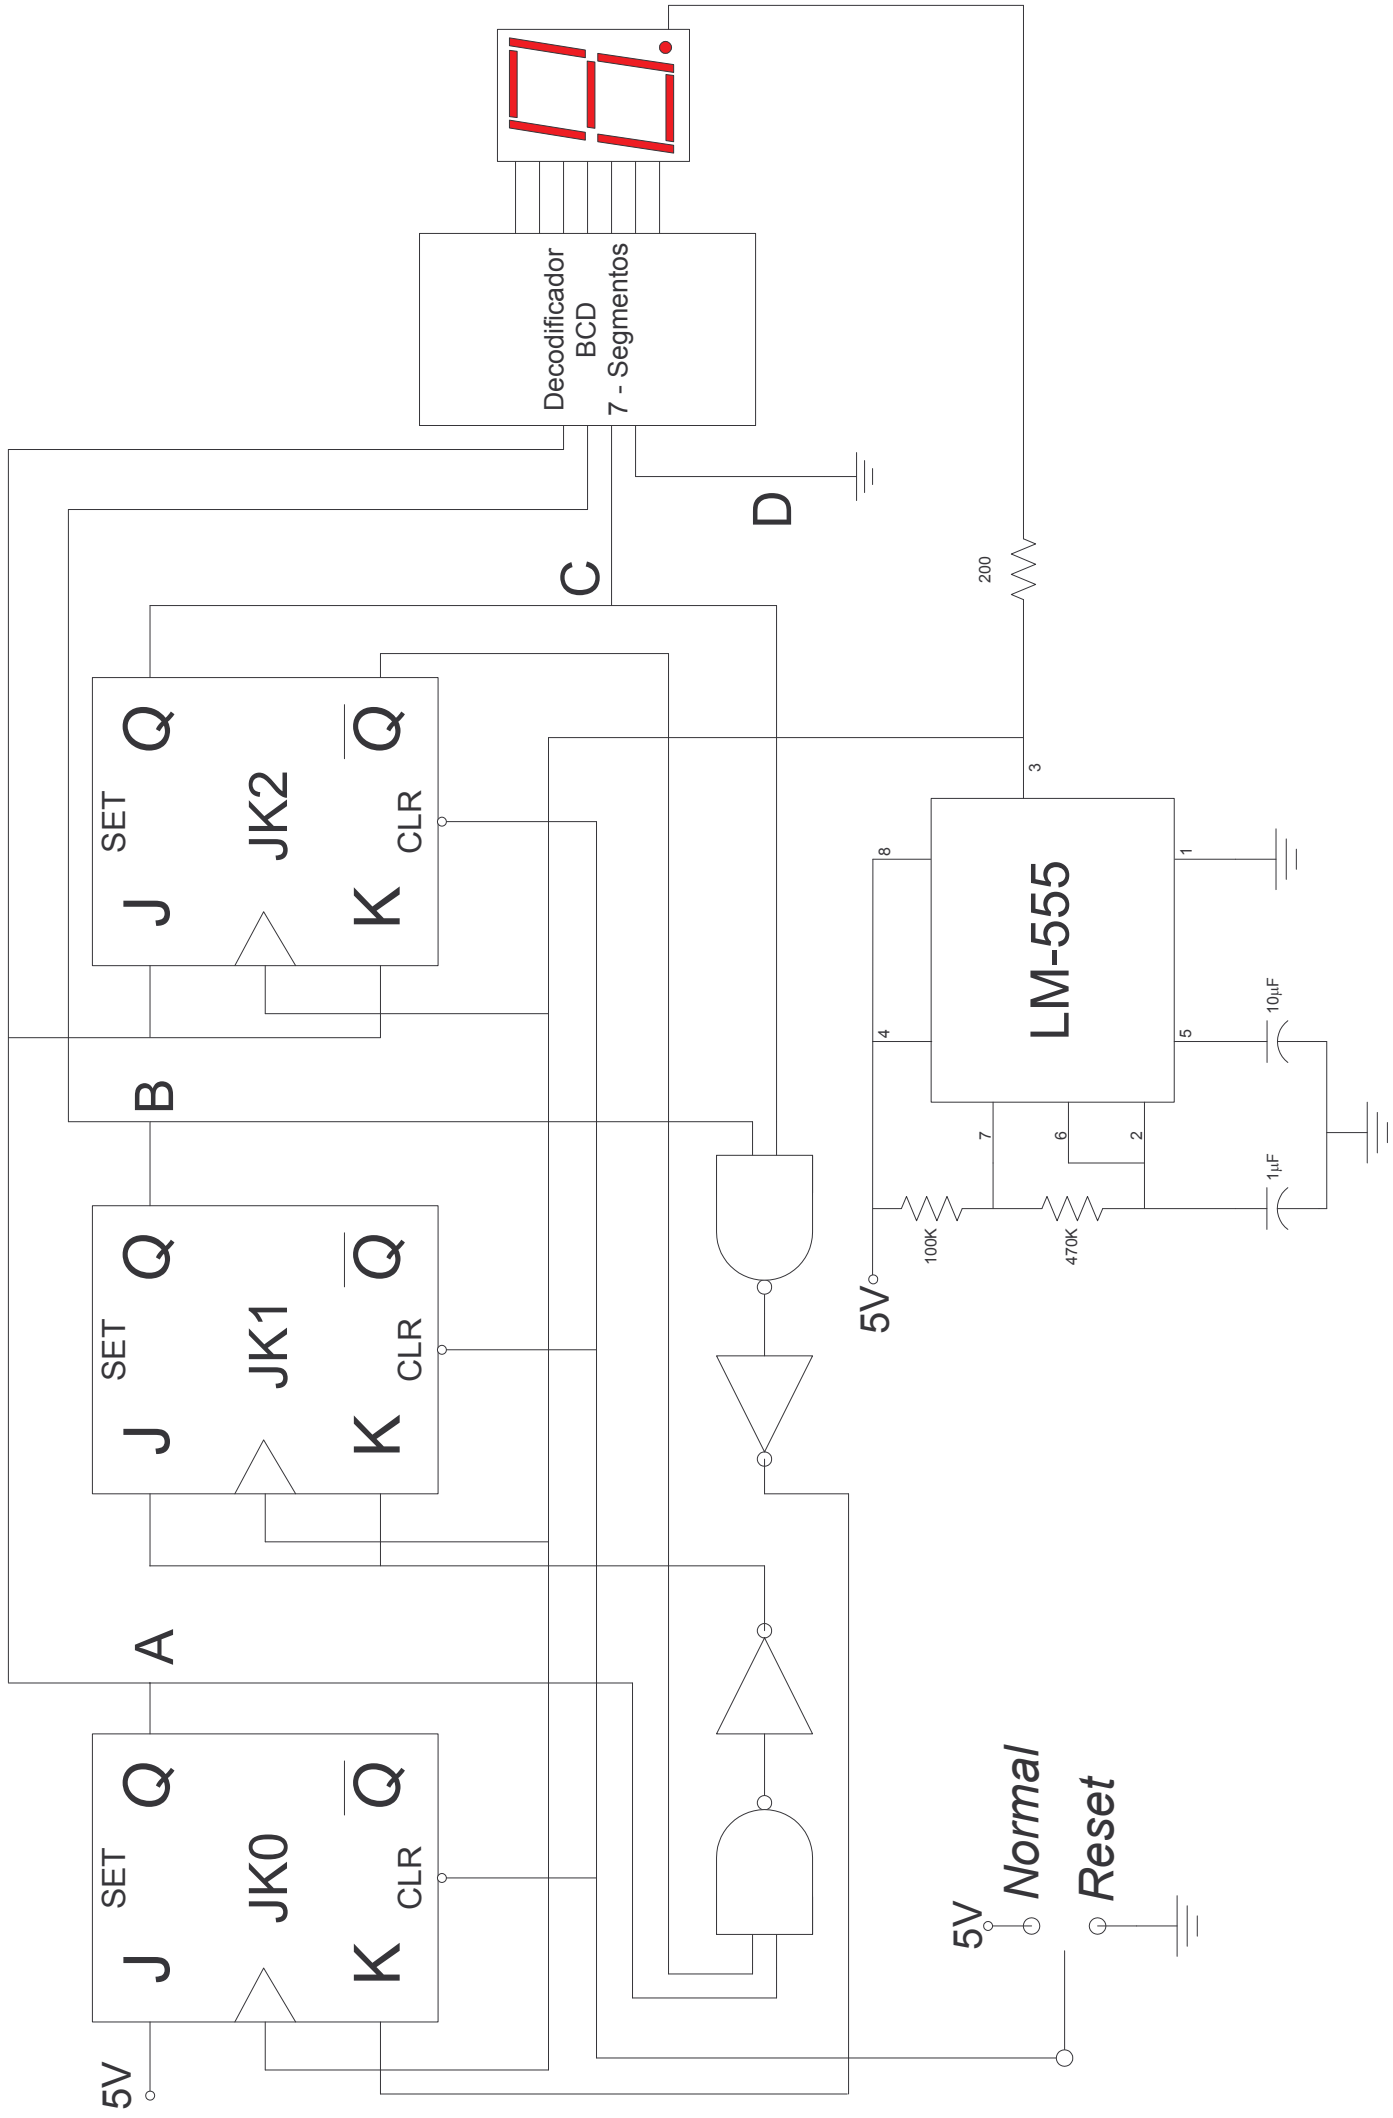 5V
J
SET
Q
JK0
K
CLR
Q
A
J
SET
Q
JK1
K
CLR
Q
B
J
SET
Q
JK2
K
CLR
Q
C
D
Decodificador
BCD
7 - Segmentos
5V
Normal
Reset
5V
100K
470K
1µF
10µF
7
6
2
4
8
5
1
3
LM-555
200